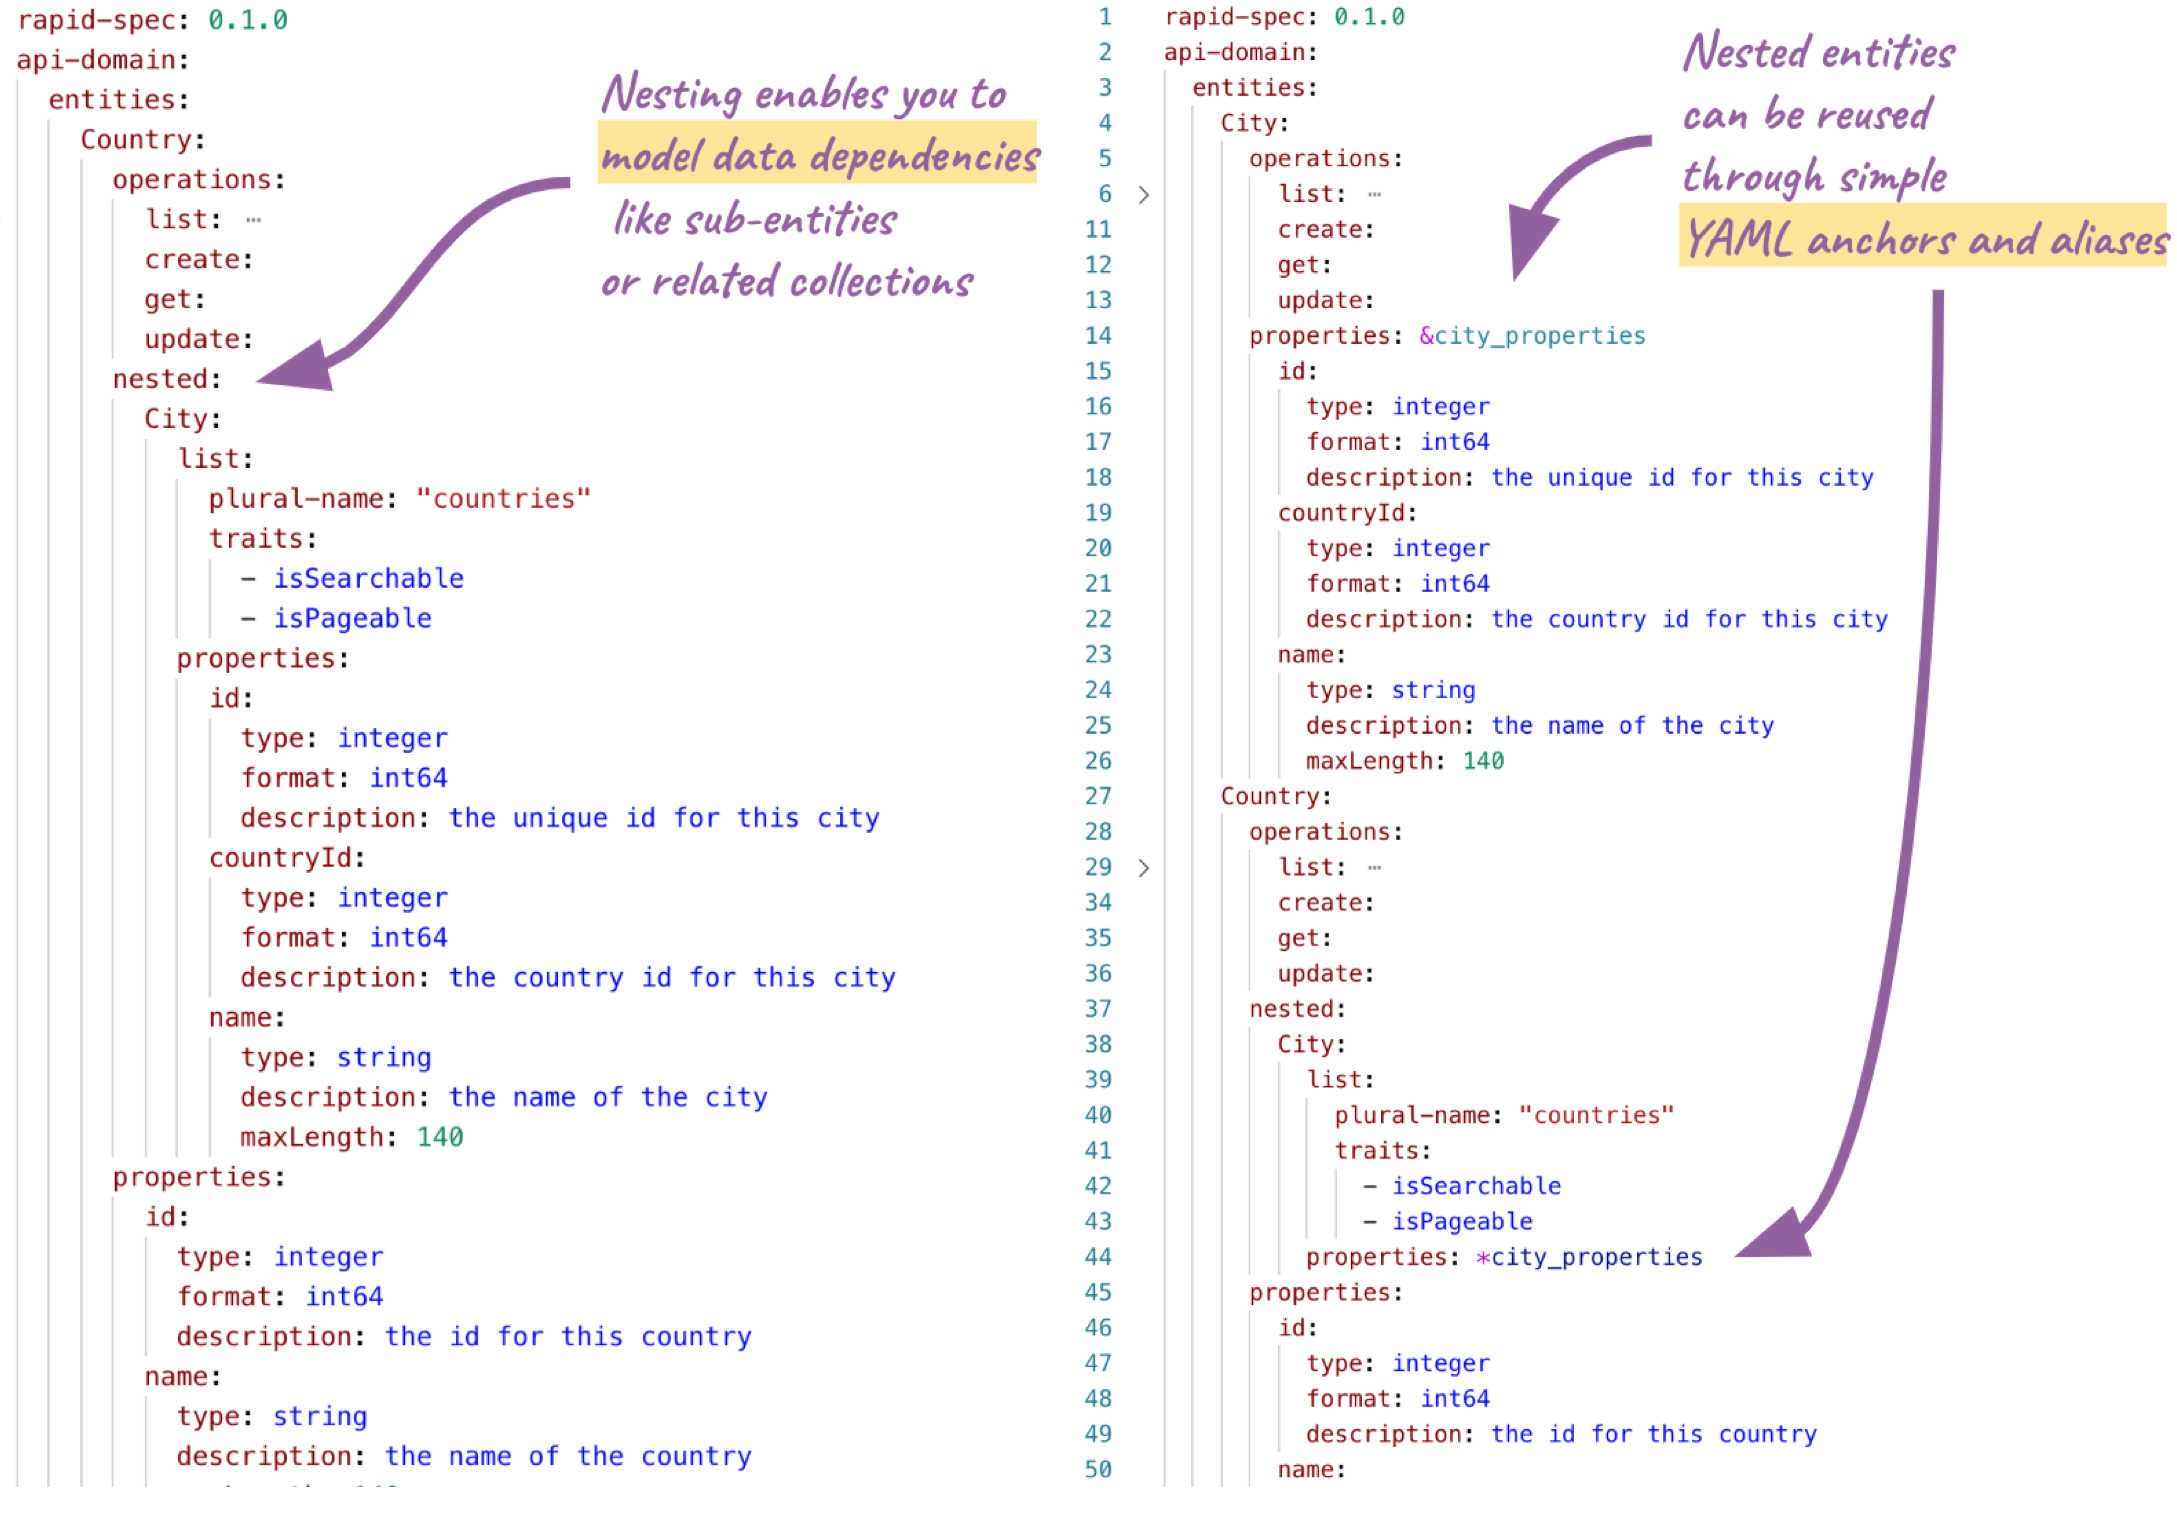 rapid-spec: 0.1.0
api-domain:
entities:
Country:
operations:
list: ⋯
create:
get:
update:
nested:
City:
list:
plural-name: "countries"
traits:
- isSearchable
- isPageable
properties:
id:
type: integer
format: int64
description: the unique id for this city
countryId:
type: integer
format: int64
description: the country id for this city
name:
type: string
description: the name of the city
maxLength: 140
properties:
id:
type: integer
format: int64
description: the id for this country
name:
type: string
description: the name of the country
Nesting enables you to
model data dependencies
like sub-entities
or related collections
1 rapid-spec: 0.1.0
2 api-domain:
3 entities:
4 City:
5 operations:
6 > list: ⋯
11 create:
12 get:
13 update:
14 properties: &city_properties
15 id:
16 type: integer
17 format: int64
18 description: the unique id for this city
19 countryId:
20 type: integer
21 format: int64
22 description: the country id for this city
23 name:
24 type: string
25 description: the name of the city
26 maxLength: 140
27 Country:
28 operations:
29 > list: ⋯
34 create:
35 get:
36 update:
37 nested:
38 City:
39 list:
40 plural-name: "countries"
41 traits:
42 - isSearchable
43 - isPageable
44 properties: *city_properties
45 properties:
46 id:
47 type: integer
48 format: int64
49 description: the id for this country
50 name:
Nested entities
can be reused
through simple
YAML anchors and aliases